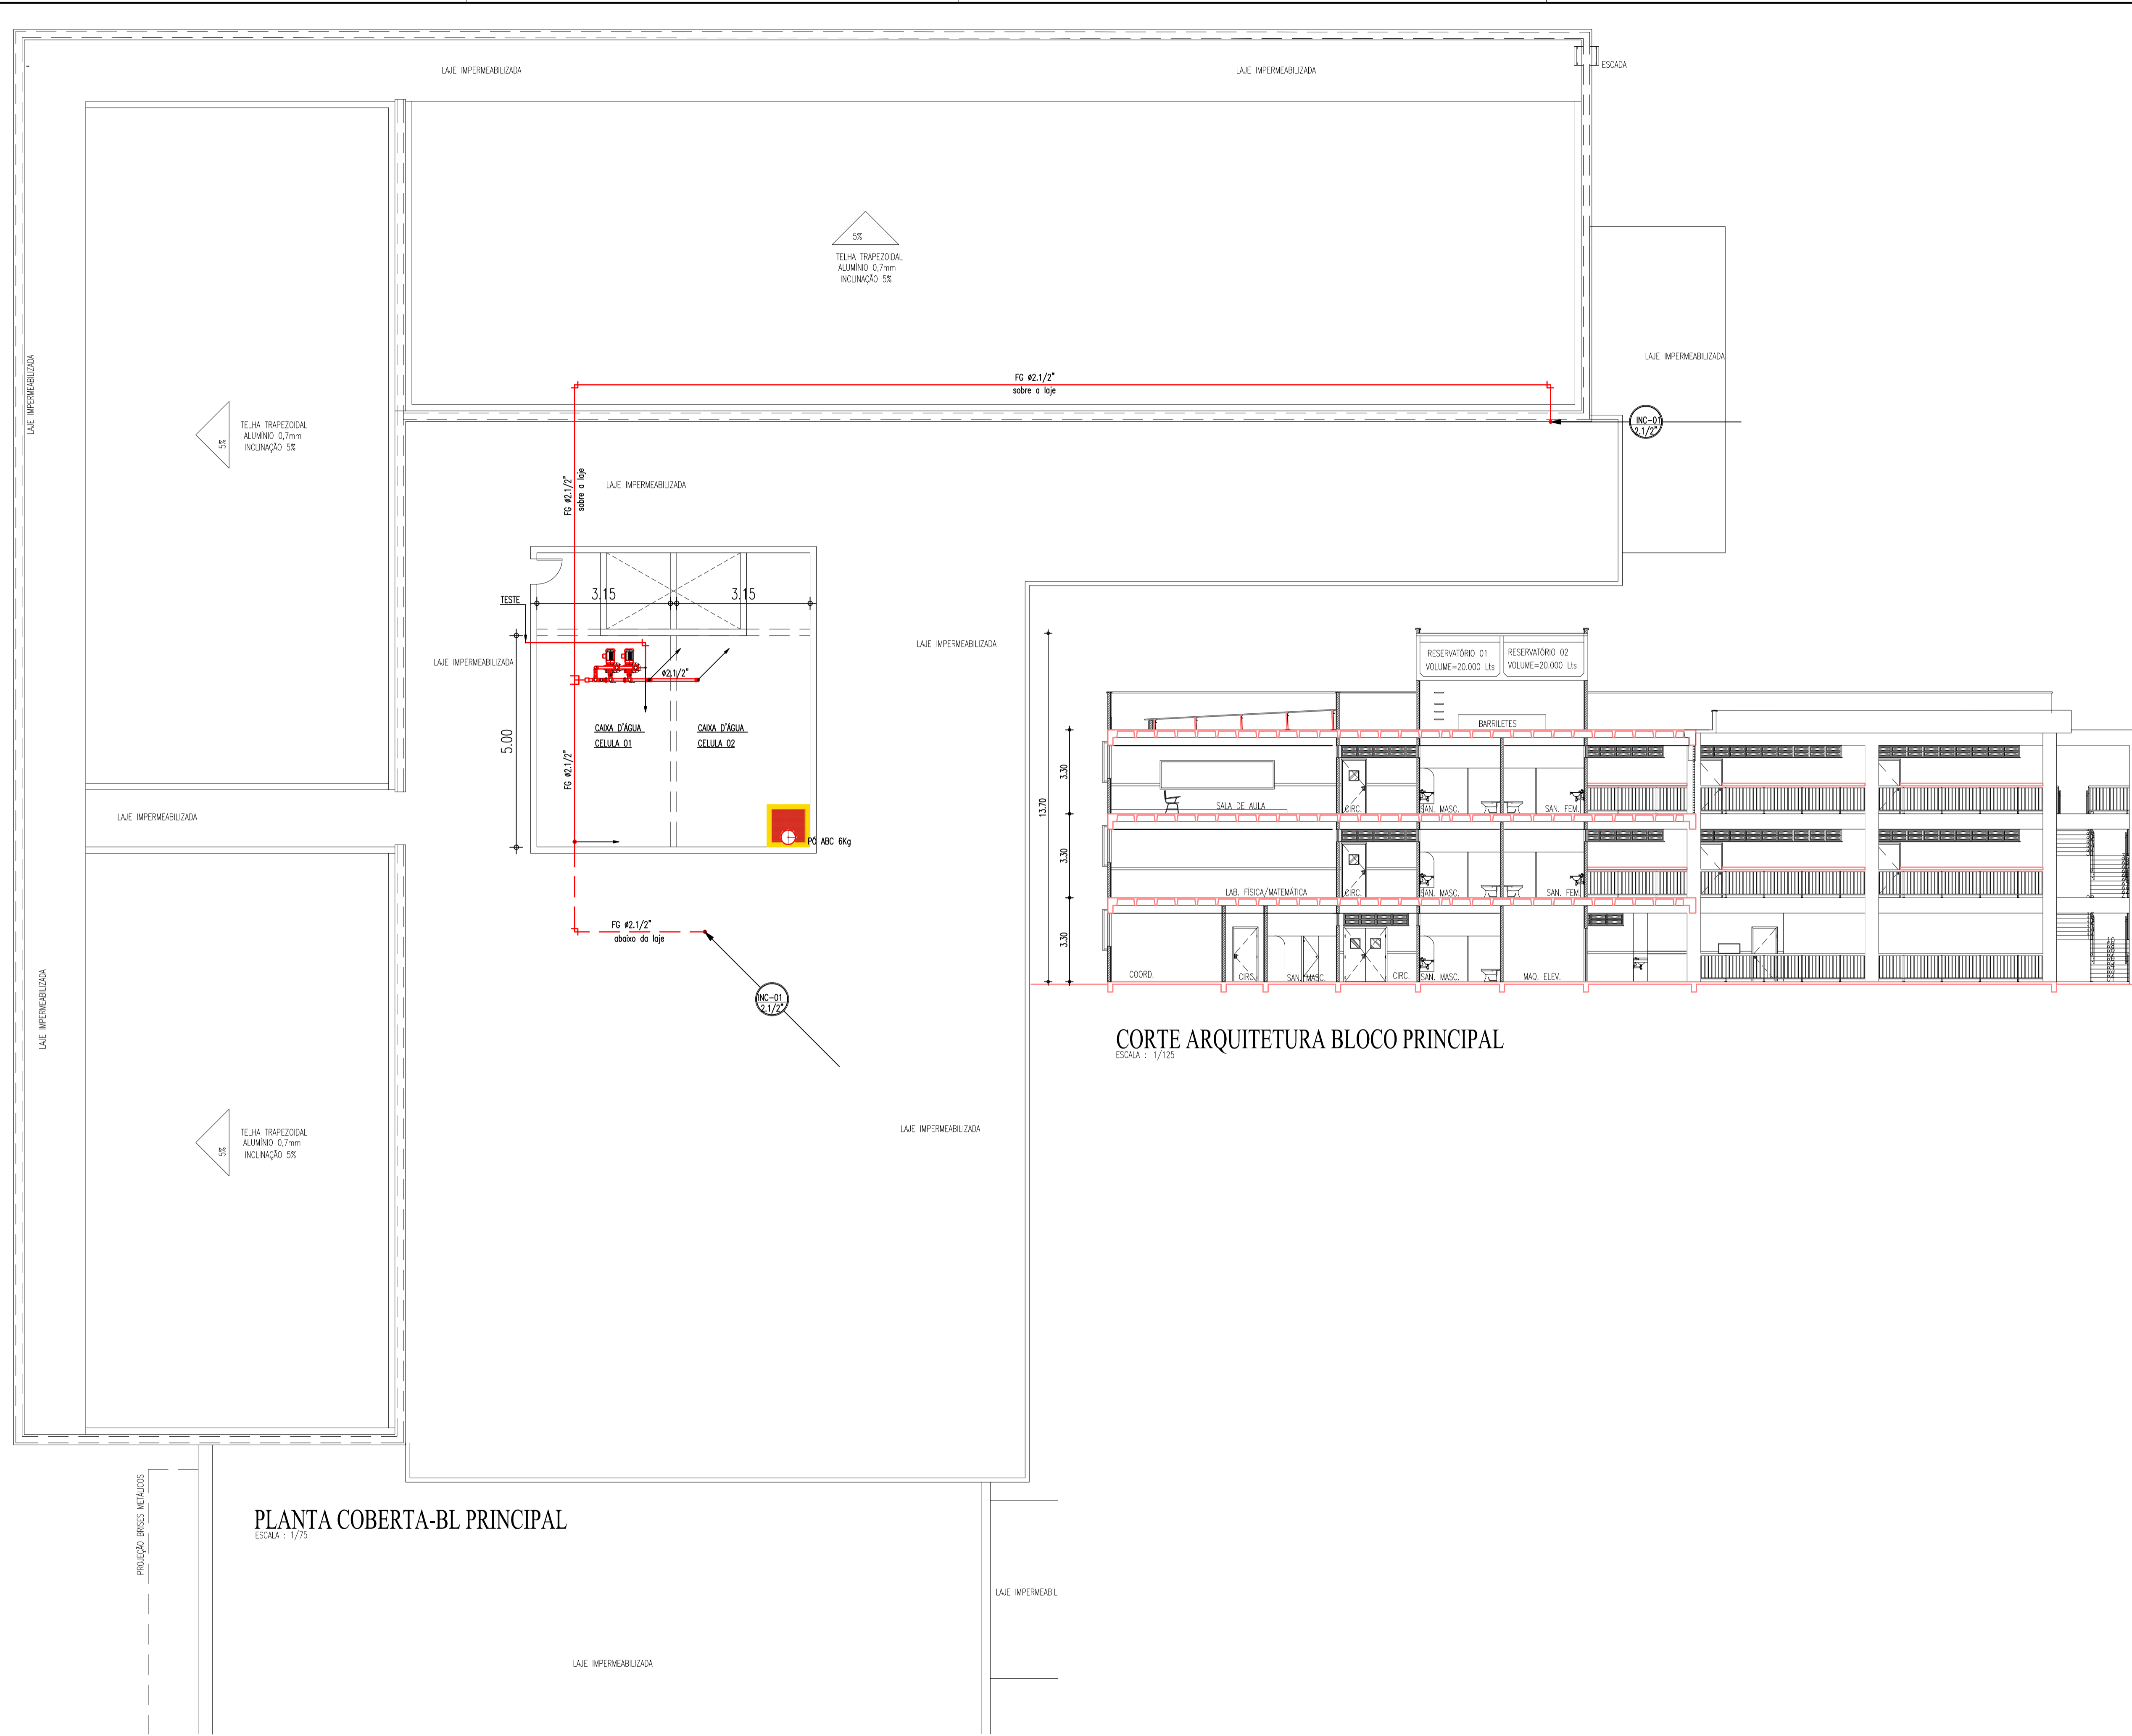 LAJE IMPERMEABILIZADA
LAJE IMPERMEABILIZADA
ESCADA
5%
TELHA TRAPEZOIDAL
ALUMÍNIO 0,7mm
INCLINAÇÃO 5%
LAJE IMPERMEABILIZADA
LAJE IMPERMEABILIZADA
FG ø2.1/2"
sobre a laje
5%
TELHA TRAPEZOIDAL
ALUMÍNIO 0,7mm
INCLINAÇÃO 5%
INC-01
2.1/2"
FG ø2.1/2"
sobre a laje
LAJE IMPERMEABILIZADA
TESTE
3.15
3.15
LAJE IMPERMEABILIZADA
LAJE IMPERMEABILIZADA
ø2.1/2"
CAIXA D'ÁGUA
CELULA 01
CAIXA D'ÁGUA
CELULA 02
5.00
FG ø2.1/2"
PÓ ABC 6Kg
LAJE IMPERMEABILIZADA
FG ø2.1/2"
abaixo da laje
INC-01
2.1/2"
LAJE IMPERMEABILIZADA
LAJE IMPERMEABILIZADA
5%
TELHA TRAPEZOIDAL
ALUMÍNIO 0,7mm
INCLINAÇÃO 5%
RESERVATÓRIO 01
VOLUME=20.000 Lts
RESERVATÓRIO 02
VOLUME=20.000 Lts
BARRILETES
13.70
3.30
3.30
3.30
SALA DE AULA
CIRC.
SAN. MASC.
SAN. FEM.
LAB. FÍSICA/MATEMÁTICA
CIRC.
SAN. MASC.
SAN. FEM.
COORD.
CIRC.
SAN. MASC.
CIRC.
SAN. MASC.
MAQ. ELEV.
CORTE ARQUITETURA BLOCO PRINCIPAL
ESCALA : 1/125
PLANTA COBERTA-BL PRINCIPAL
ESCALA : 1/75
PROJEÇÃO BRISES METÁLICOS
LAJE IMPERMEABIL
LAJE IMPERMEABILIZADA